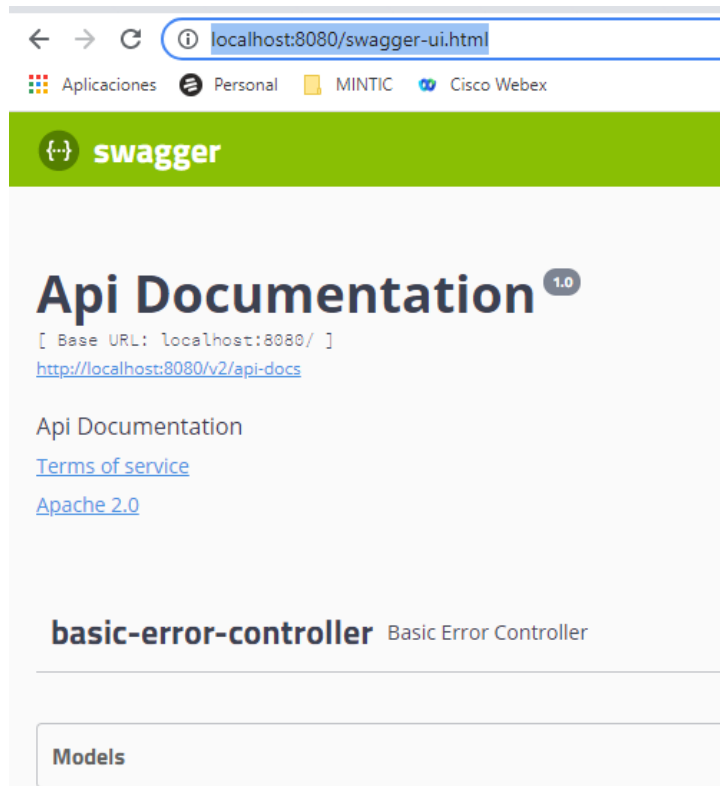 localhost:8080/swagger-ui.html
Aplicaciones Personal MINTIC Cisco Webex
{...} swagger
Api Documentation 1.0
[ Base URL: localhost:8080/ ]
http://localhost:8080/v2/api-docs
Api Documentation
Terms of service
Apache 2.0
basic-error-controller Basic Error Controller
Models